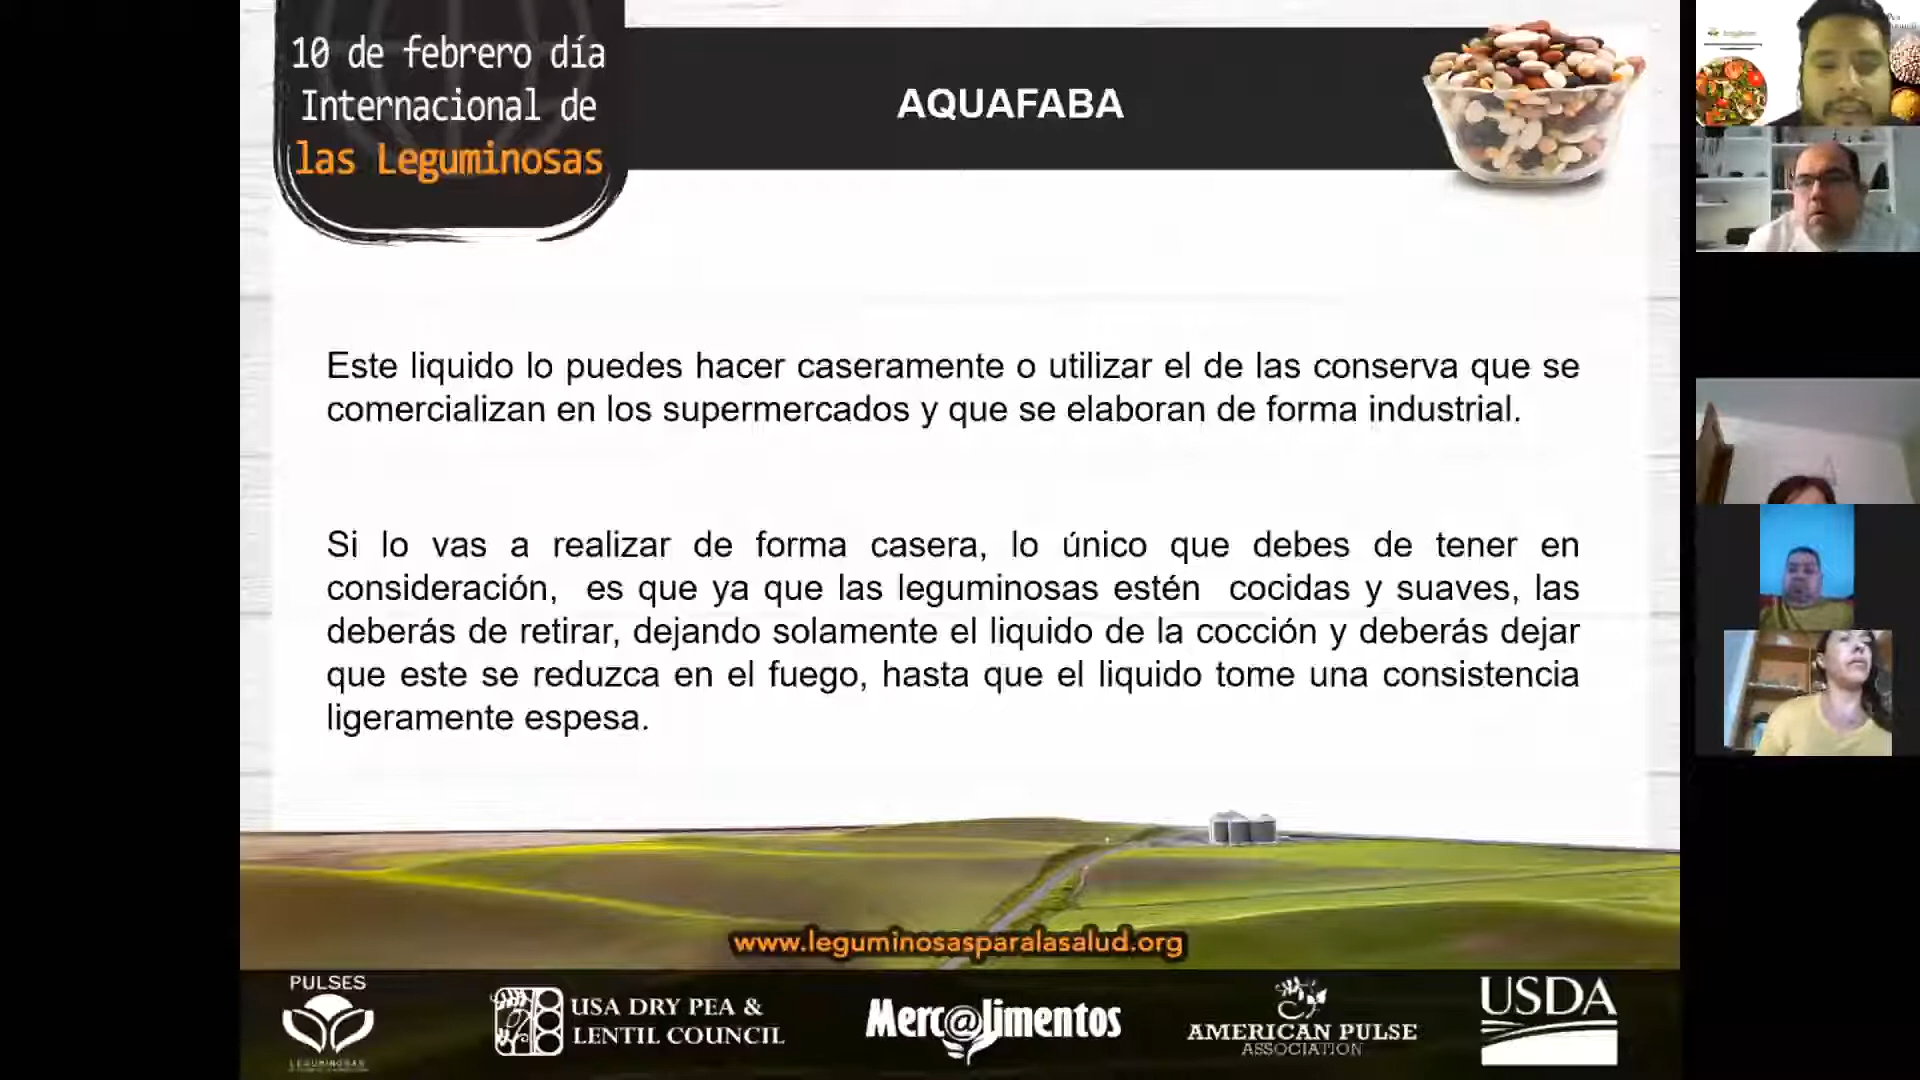 10 de febrero día
Internacional de
las Leguminosas
AQUAFABA
Este liquido lo puedes hacer caseramente o utilizar el de las conserva que se
comercializan en los supermercados y que se elaboran de forma industrial.
Si lo vas a realizar de forma casera, lo único que debes de tener en
consideración, es que ya que las leguminosas estén cocidas y suaves, las
deberás de retirar, dejando solamente el liquido de la cocción y deberás dejar
que este se reduzca en el fuego, hasta que el liquido tome una consistencia
ligeramente espesa.
www.leguminosasparalasalud.org
PULSES
LEGUMINOSAS
USA DRY PEA &
LENTIL COUNCIL
Merc@limentos
AMERICAN PULSE
ASSOCIATION
USDA